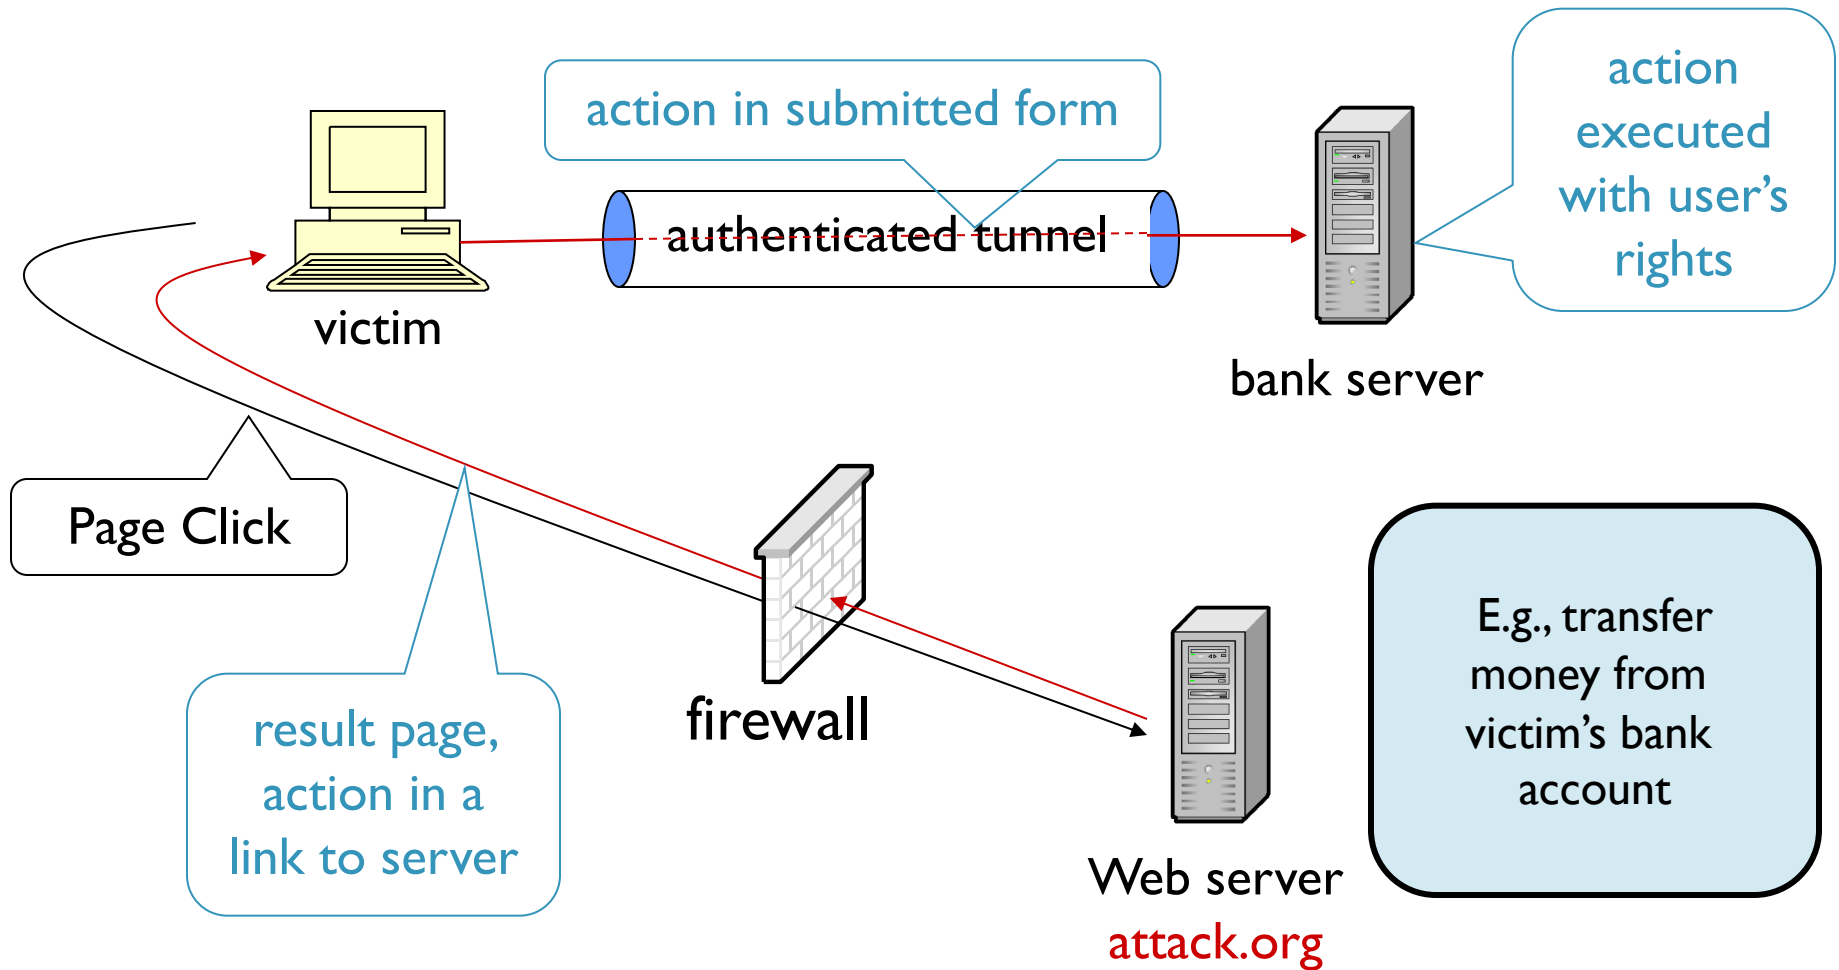 action in submitted form
action
executed
with user's
rights
authenticated tunnel
victim
bank server
Page Click
result page,
action in a
link to server
firewall
E.g., transfer
money from
victim's bank
account
Web server
attack.org